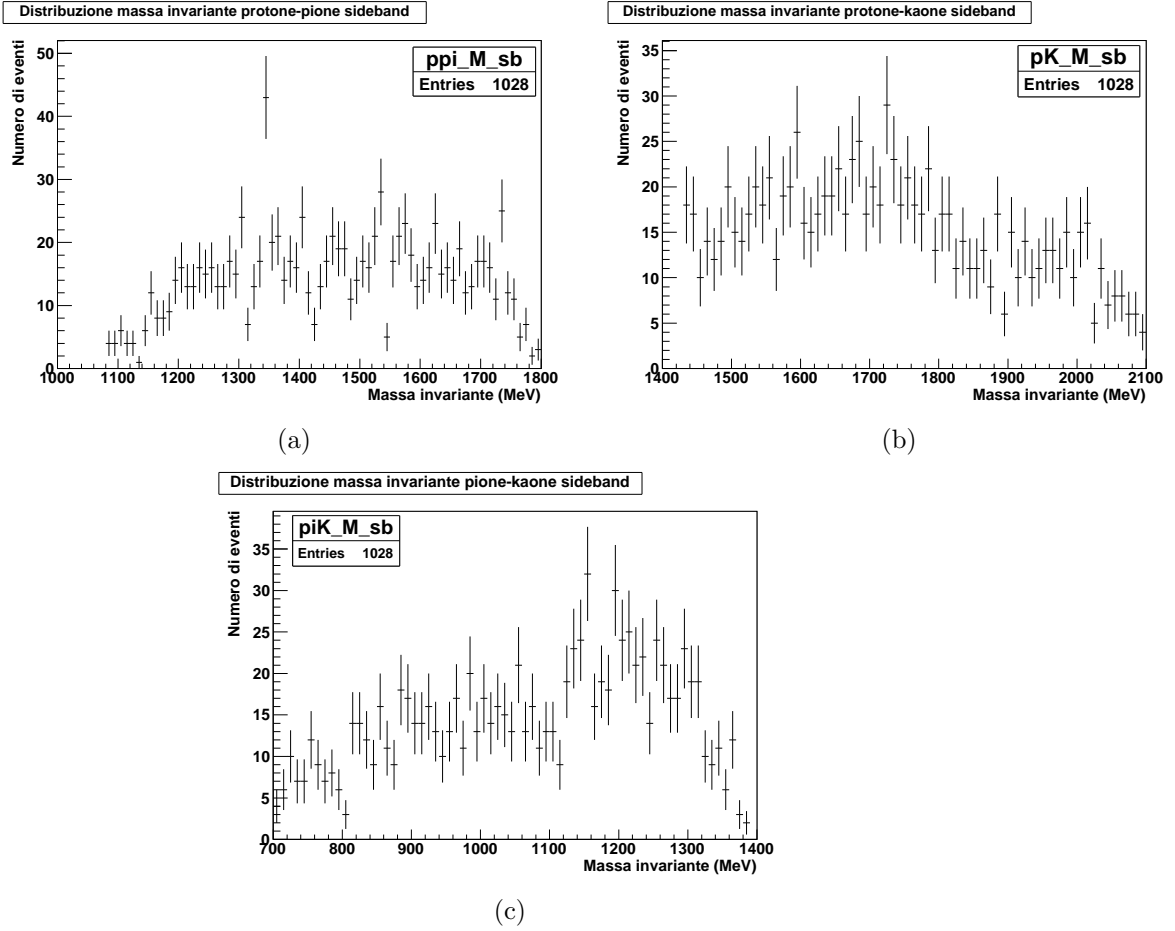 Distribuzione massa invariante protone-pione sideband
Numero di eventi
50
40
30
20
10
0
ppi_M_sb
Entries 1028
1000 1100 1200 1300 1400 1500 1600 1700 1800
Massa invariante (MeV)
(a)
Distribuzione massa invariante protone-kaone sideband
Numero di eventi
35
30
25
20
15
10
5
0
pK_M_sb
Entries 1028
1400 1500 1600 1700 1800 1900 2000 2100
Massa invariante (MeV)
(b)
Distribuzione massa invariante pione-kaone sideband
Numero di eventi
35
30
25
20
15
10
5
0
piK_M_sb
Entries 1028
700 800 900 1000 1100 1200 1300 1400
Massa invariante (MeV)
(c)